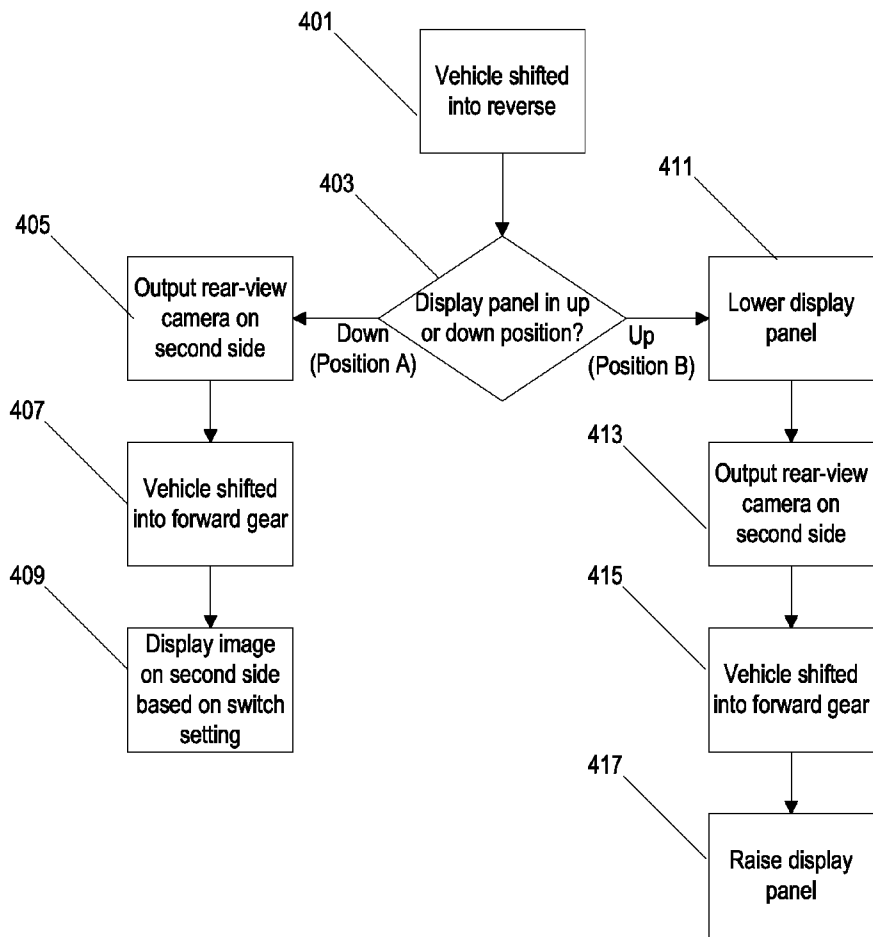 401
Vehicle shifted
into reverse
403
Display panel in up
or down position?
Down
(Position A)
Up
(Position B)
405
Output rear-view
camera on
second side
407
Vehicle shifted
into forward gear
409
Display image
on second side
based on switch
setting
411
Lower display
panel
413
Output rear-view
camera on
second side
415
Vehicle shifted
into forward gear
417
Raise display
panel